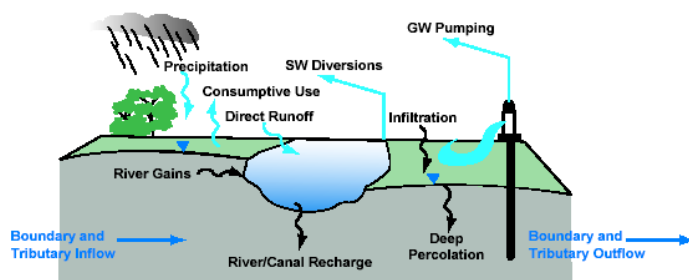 GW Pumping
Precipitation
SW Diversions
Consumptive Use
Direct Runoff
Infiltration
River Gains
Boundary and
Tributary Inflow
River/Canal Recharge
Deep
Percolation
Boundary and
Tributary Outflow